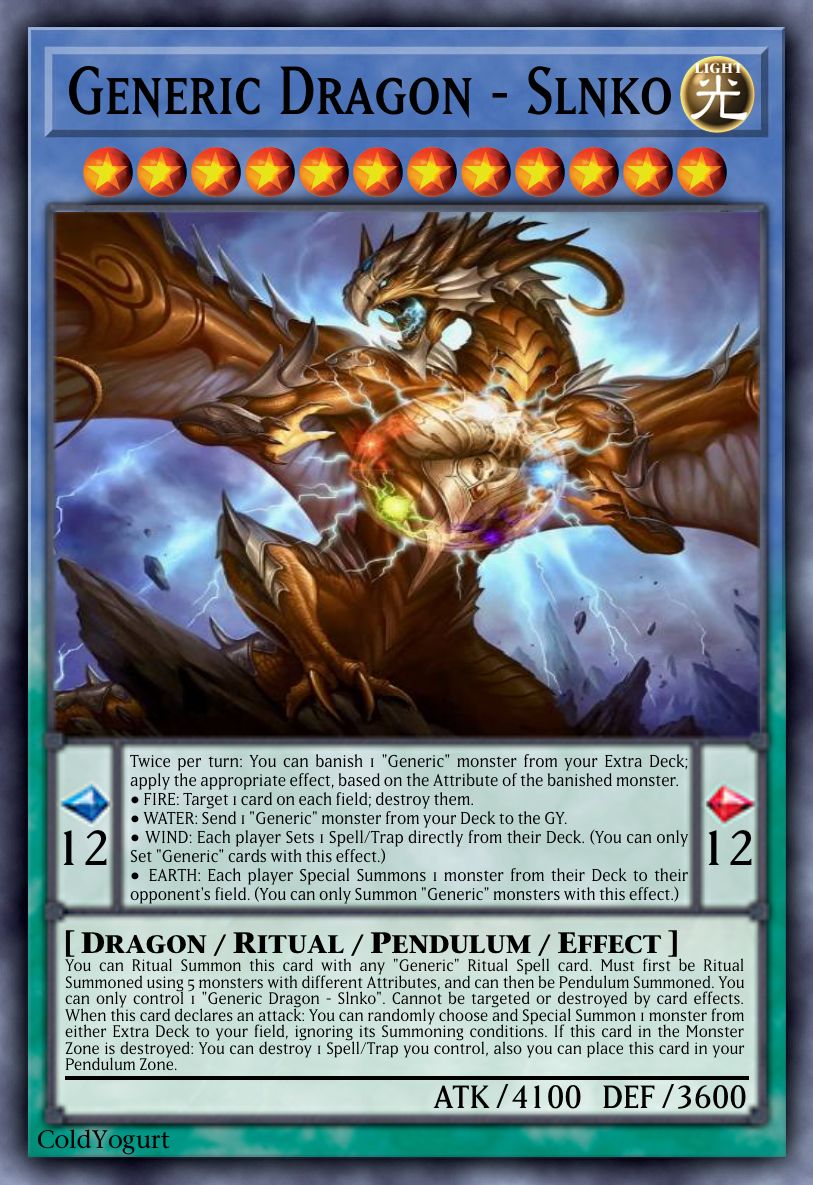 Generic Dragon - Slnko
LIGHT
光
Twice per turn: You can banish 1 "Generic" monster from your Extra Deck;
apply the appropriate effect, based on the Attribute of the banished monster.
● FIRE: Target 1 card on each field; destroy them.
● WATER: Send 1 "Generic" monster from your Deck to the GY.
● WIND: Each player Sets 1 Spell/Trap directly from their Deck. (You can only
Set "Generic" cards with this effect.)
● EARTH: Each player Special Summons 1 monster from their Deck to their
opponent's field. (You can only Summon "Generic" monsters with this effect.)
12
12
[ Dragon / Ritual / Pendulum / Effect ]
You can Ritual Summon this card with any "Generic" Ritual Spell card. Must first be Ritual
Summoned using 5 monsters with different Attributes, and can then be Pendulum Summoned. You
can only control 1 "Generic Dragon - Slnko". Cannot be targeted or destroyed by card effects.
When this card declares an attack: You can randomly choose and Special Summon 1 monster from
either Extra Deck to your field, ignoring its Summoning conditions. If this card in the Monster
Zone is destroyed: You can destroy 1 Spell/Trap you control, also you can place this card in your
Pendulum Zone.
ATK/4100 DEF/3600
ColdYogurt